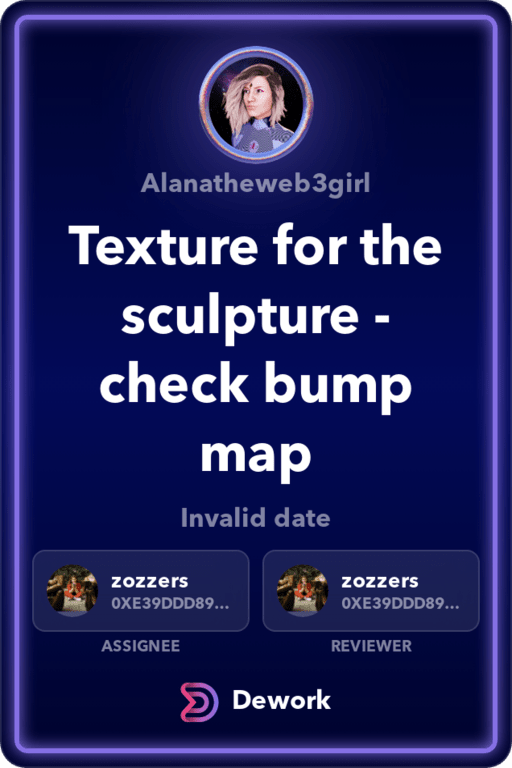 Alanatheweb3girl
Texture for the
sculpture -
check bump
map
Invalid date
zozzers
0XE39DDD89...
ASSIGNEE
zozzers
0XE39DDD89...
REVIEWER
Dework